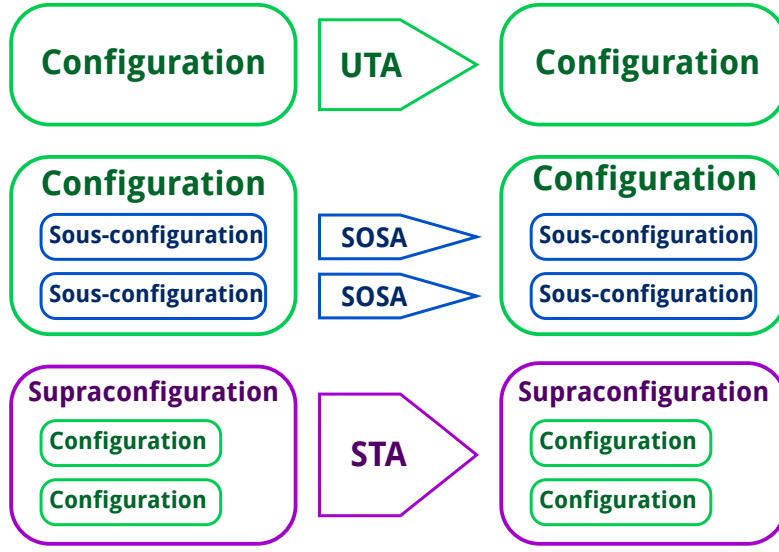 Configuration UTA Configuration
Configuration Configuration
Sous-configuration SOSA Sous-configuration
Sous-configuration SOSA Sous-configuration
Supraconfiguration Supraconfiguration
Configuration Configuration
STA
Configuration Configuration